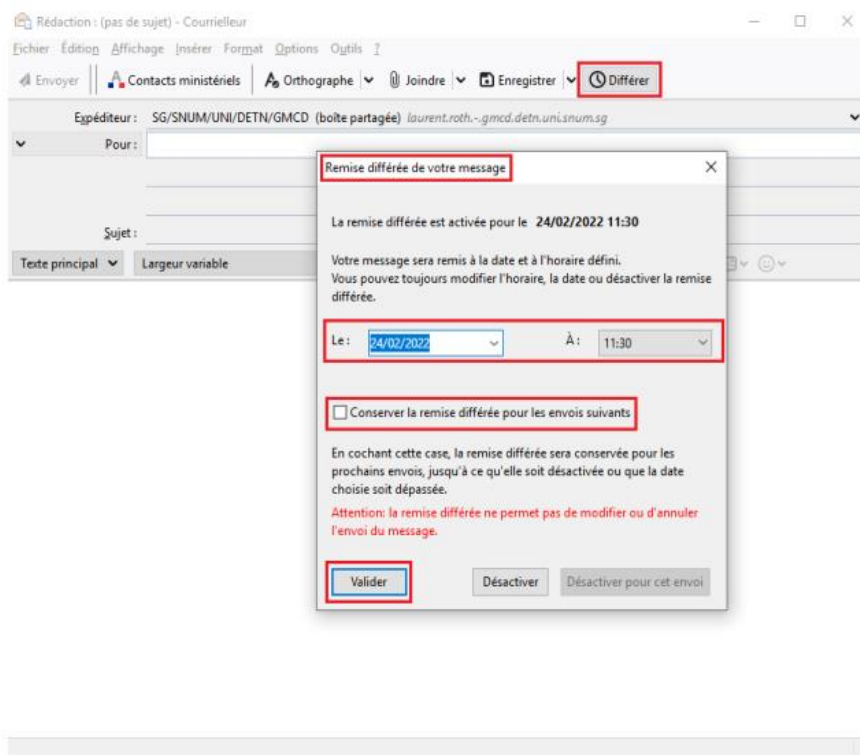 Rédaction : (pas de sujet) - Courrielleur
Fichier Édition Affichage Insérer Format Options Outils ?
Envoyer Contacts ministériels Orthographe Joindre Enregistrer Différer
Expéditeur : SG/SNUM/UNI/DETN/GMCD (boîte partagée) laurent.roth.-.gmcd.detn.uni.snum.sg
Pour :
Remise différée de votre message
La remise différée est activée pour le 24/02/2022 11:30
Sujet :
Texte principal Largeur variable
Votre message sera remis à la date et à l'horaire défini.
Vous pouvez toujours modifier l'horaire, la date ou désactiver la remise
différée.
Le : 24/02/2022 À : 11:30
Conserver la remise différée pour les envois suivants
En cochant cette case, la remise différée sera conservée pour les
prochains envois, jusqu'à ce qu'elle soit désactivée ou que la date
choisie soit dépassée.
Attention: la remise différée ne permet pas de modifier ou d'annuler
l'envoi du message.
Valider Désactiver Désactiver pour cet envoi